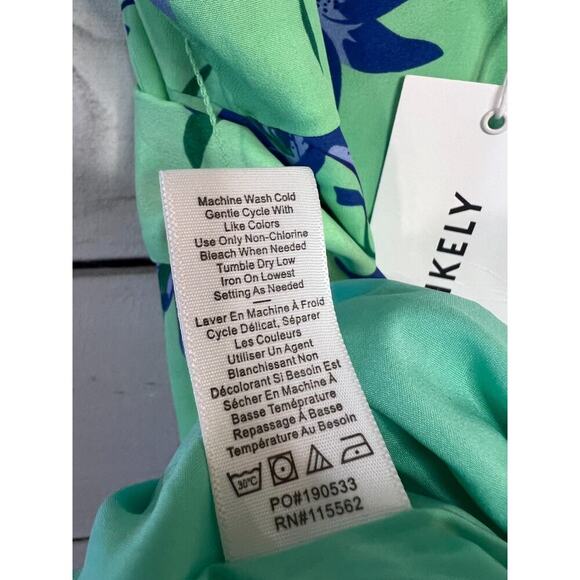 Machine Wash Cold
Gentle Cycle With
Like Colors
Use Only Non-Chlorine
Bleach When Needed
Tumble Dry Low
Iron On Lowest
Setting As Needed
—
Laver En Machine À Froid
Cycle Délicat, Séparer
Les Couleurs
Utiliser Un Agent
Blanchissant Non
Décolorant Si Besoin Est
Sécher En Machine À
Basse Température
Repassage À Basse
Température Au Besoin
30°C
PO#190533
RN#115562
IKELY